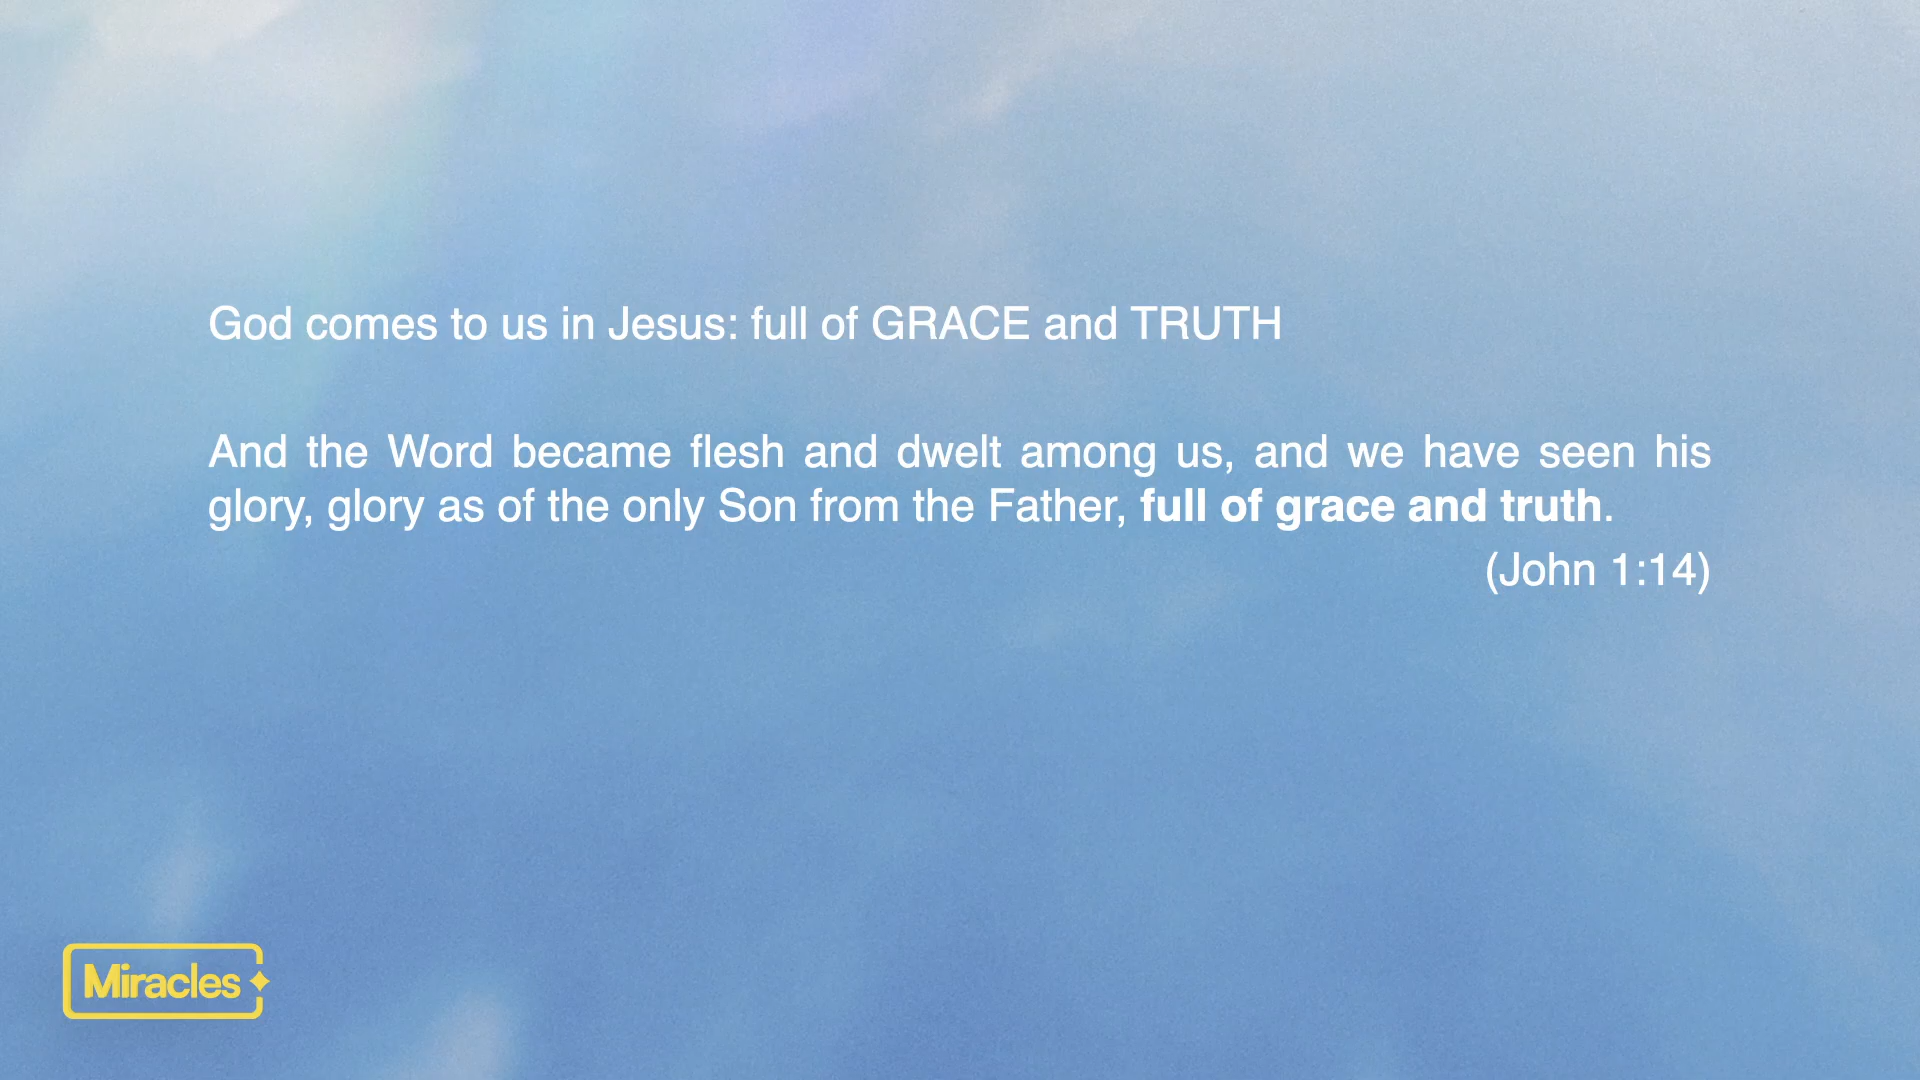 God comes to us in Jesus: full of GRACE and TRUTH
And the Word became flesh and dwelt among us, and we have seen his
glory, glory as of the only Son from the Father, full of grace and truth.
(John 1:14)
Miracles